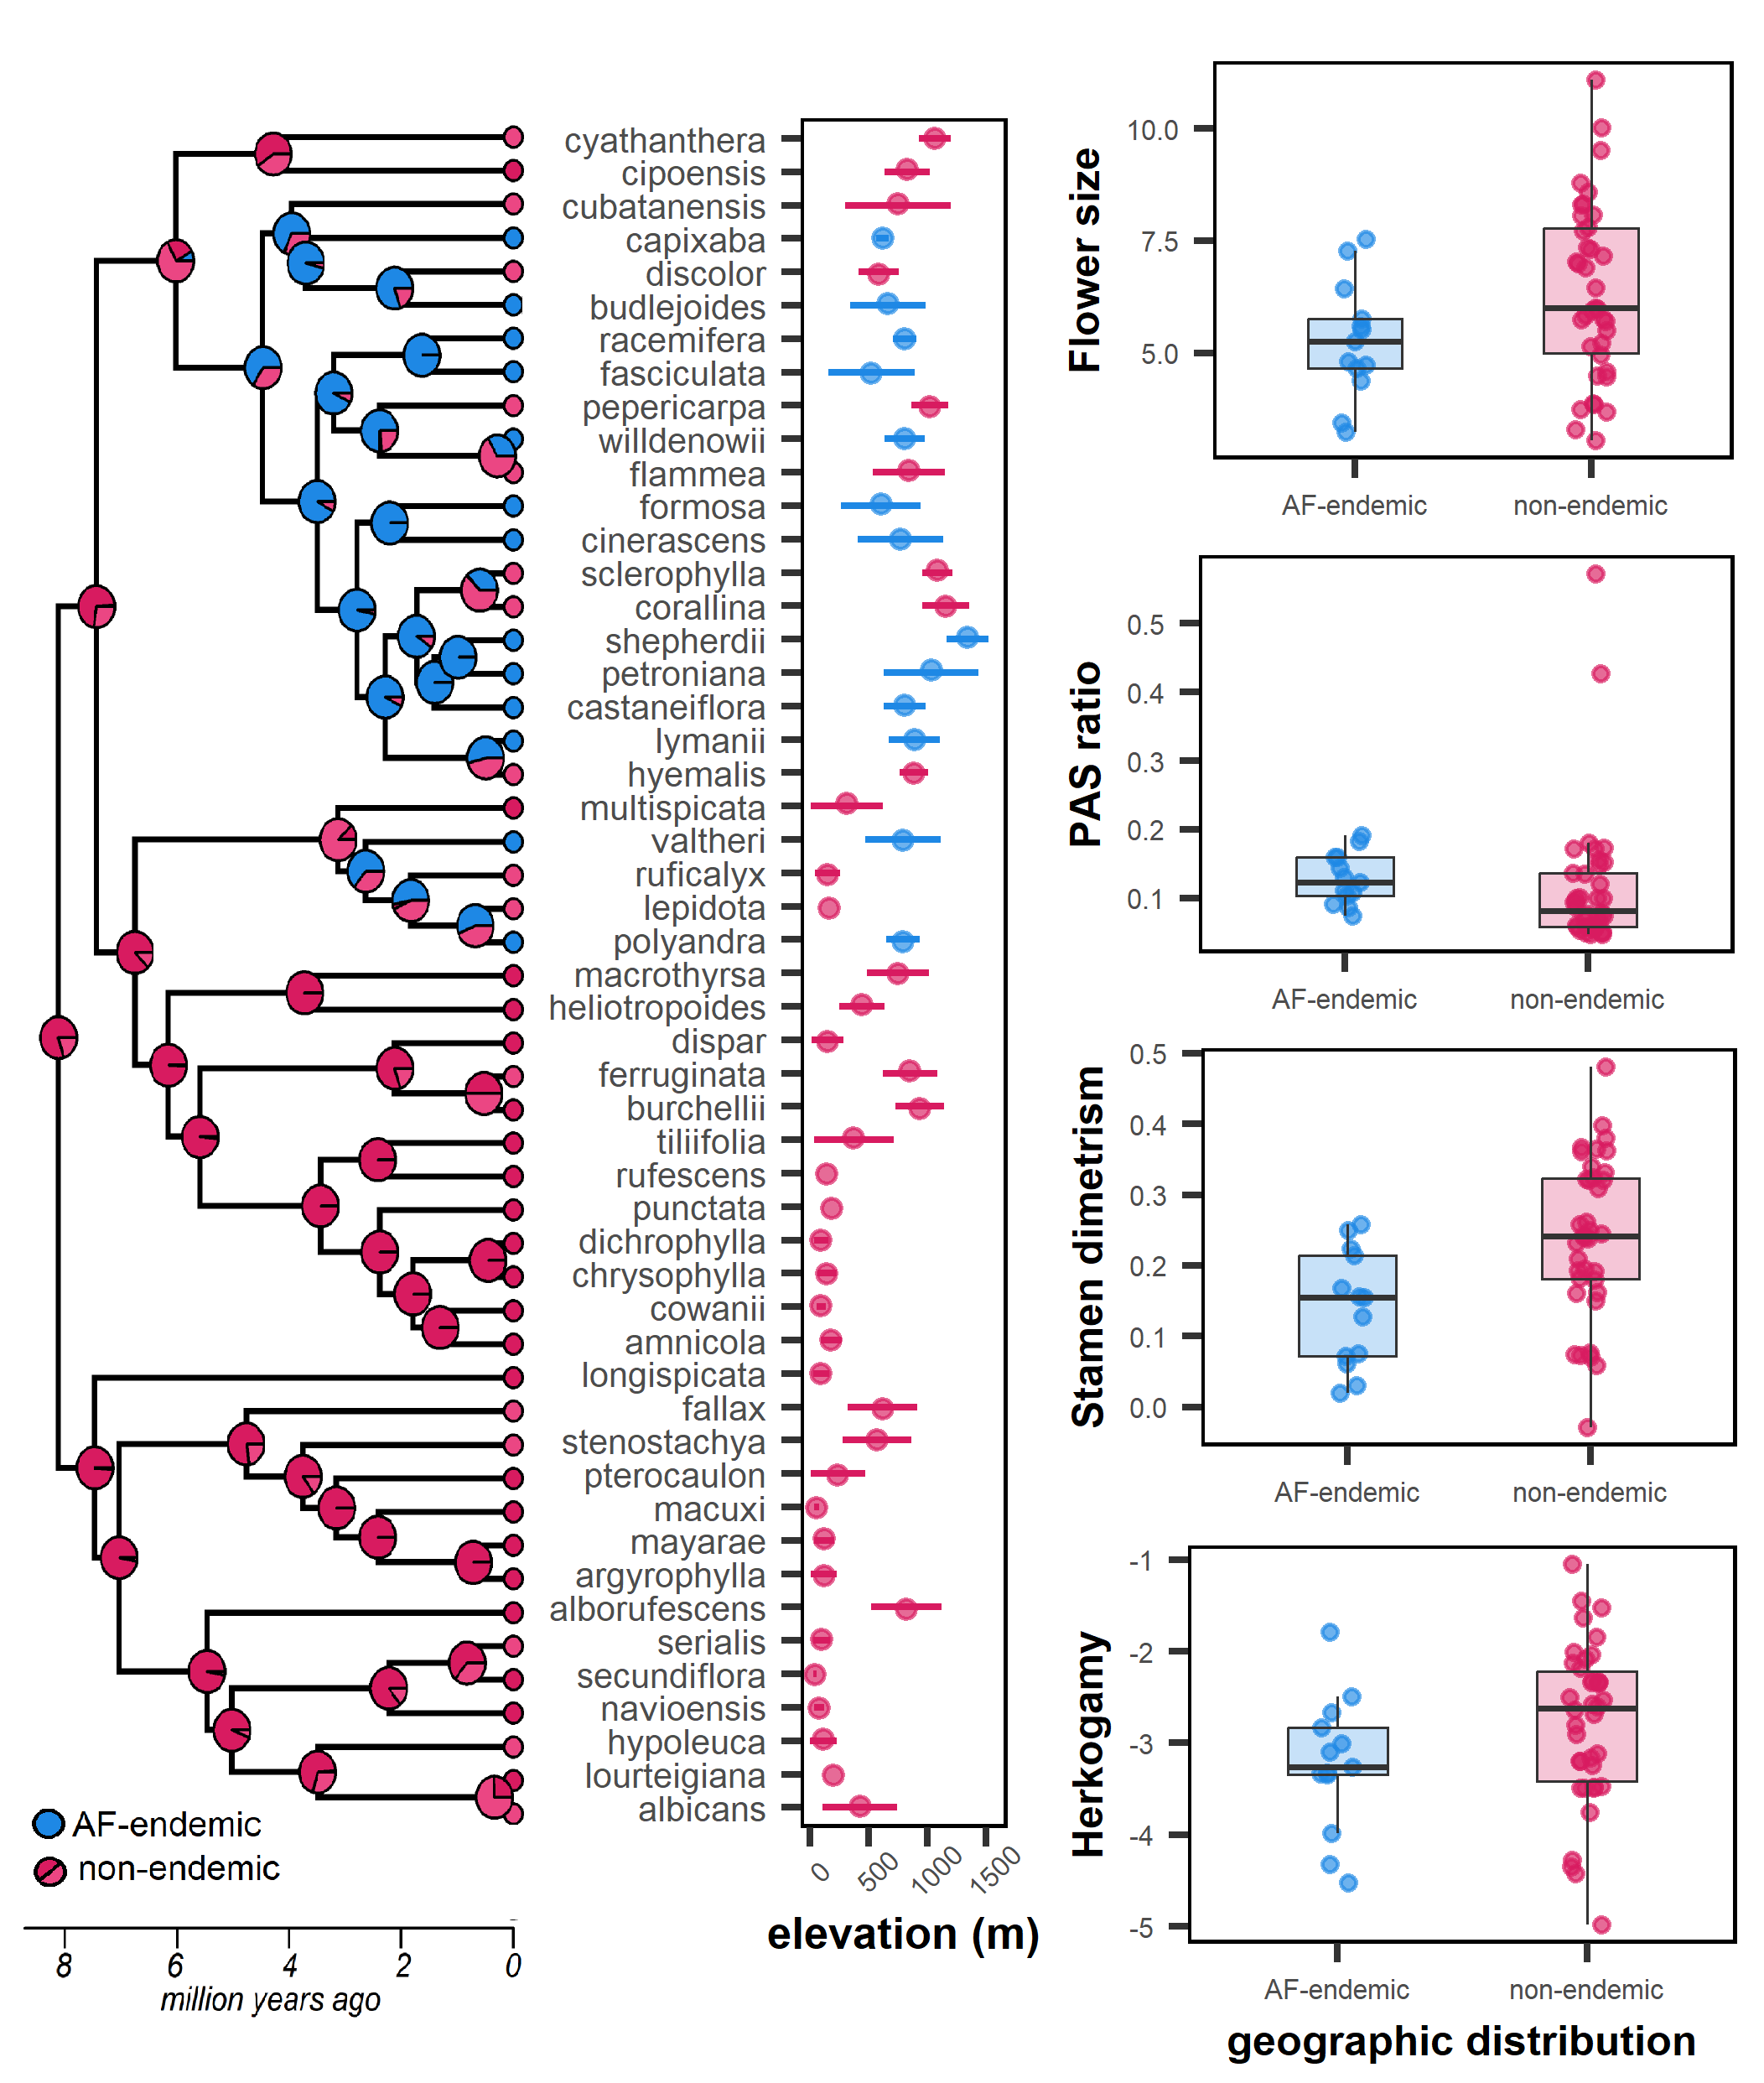 cyathanthera
cipoensis
cubatanensis
capixaba
discolor
budlejoides
racemifera
fasciculata
pepericarpa
willdenowii
flammea
formosa
cinerascens
sclerophylla
corallina
shepherdii
petroniana
castaneiflora
lymanii
hyemalis
multispicata
valtheri
ruficalyx
lepidota
polyandra
macrothyrsa
heliotropoides
dispar
ferruginata
burchellii
tiliifolia
rufescens
punctata
dichrophylla
chrysophylla
cowanii
amnicola
longispicata
fallax
stenostachya
pterocaulon
macuxi
mayarae
argyrophylla
alborufescens
serialis
secundiflora
navioensis
hypoleuca
lourteigiana
albicans
AF-endemic
non-endemic
8 6 4 2 0
million years ago
0 500 1000 1500
elevation (m)
Flower size
10.0
7.5
5.0
AF-endemic non-endemic
PAS ratio
0.5
0.4
0.3
0.2
0.1
AF-endemic non-endemic
Stamen dimetrism
0.5
0.4
0.3
0.2
0.1
0.0
AF-endemic non-endemic
Herkogamy
-1
-2
-3
-4
-5
AF-endemic non-endemic
geographic distribution